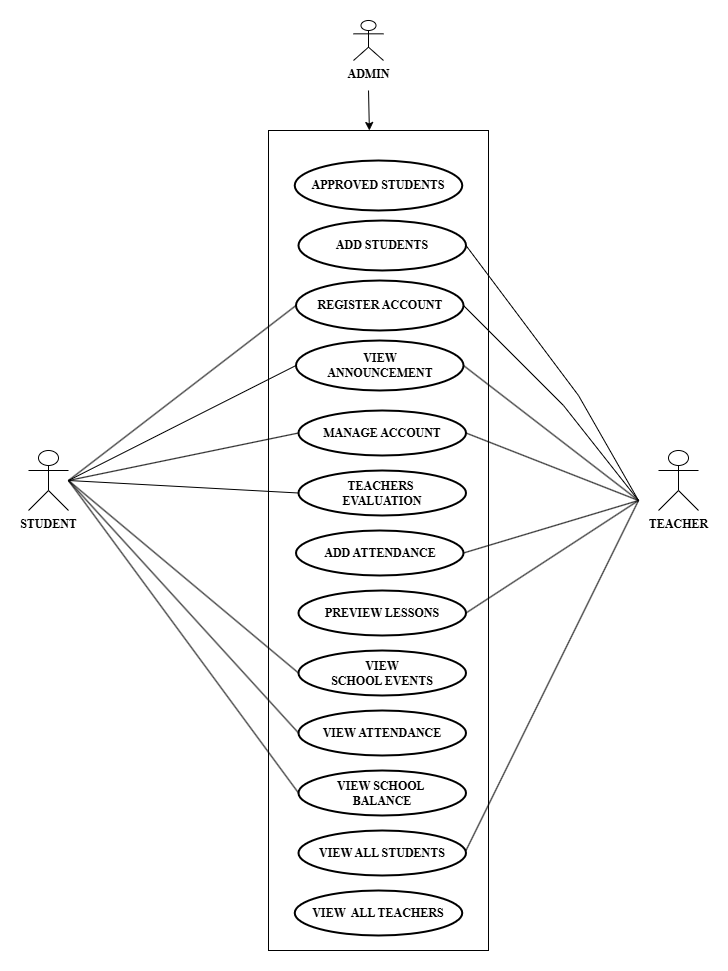 ADMIN
APPROVED STUDENTS
ADD STUDENTS
REGISTER ACCOUNT
VIEW
ANNOUNCEMENT
MANAGE ACCOUNT
TEACHERS
EVALUATION
STUDENT
TEACHER
ADD ATTENDANCE
PREVIEW LESSONS
VIEW
SCHOOL EVENTS
VIEW ATTENDANCE
VIEW SCHOOL
BALANCE
VIEW ALL STUDENTS
VIEW ALL TEACHERS